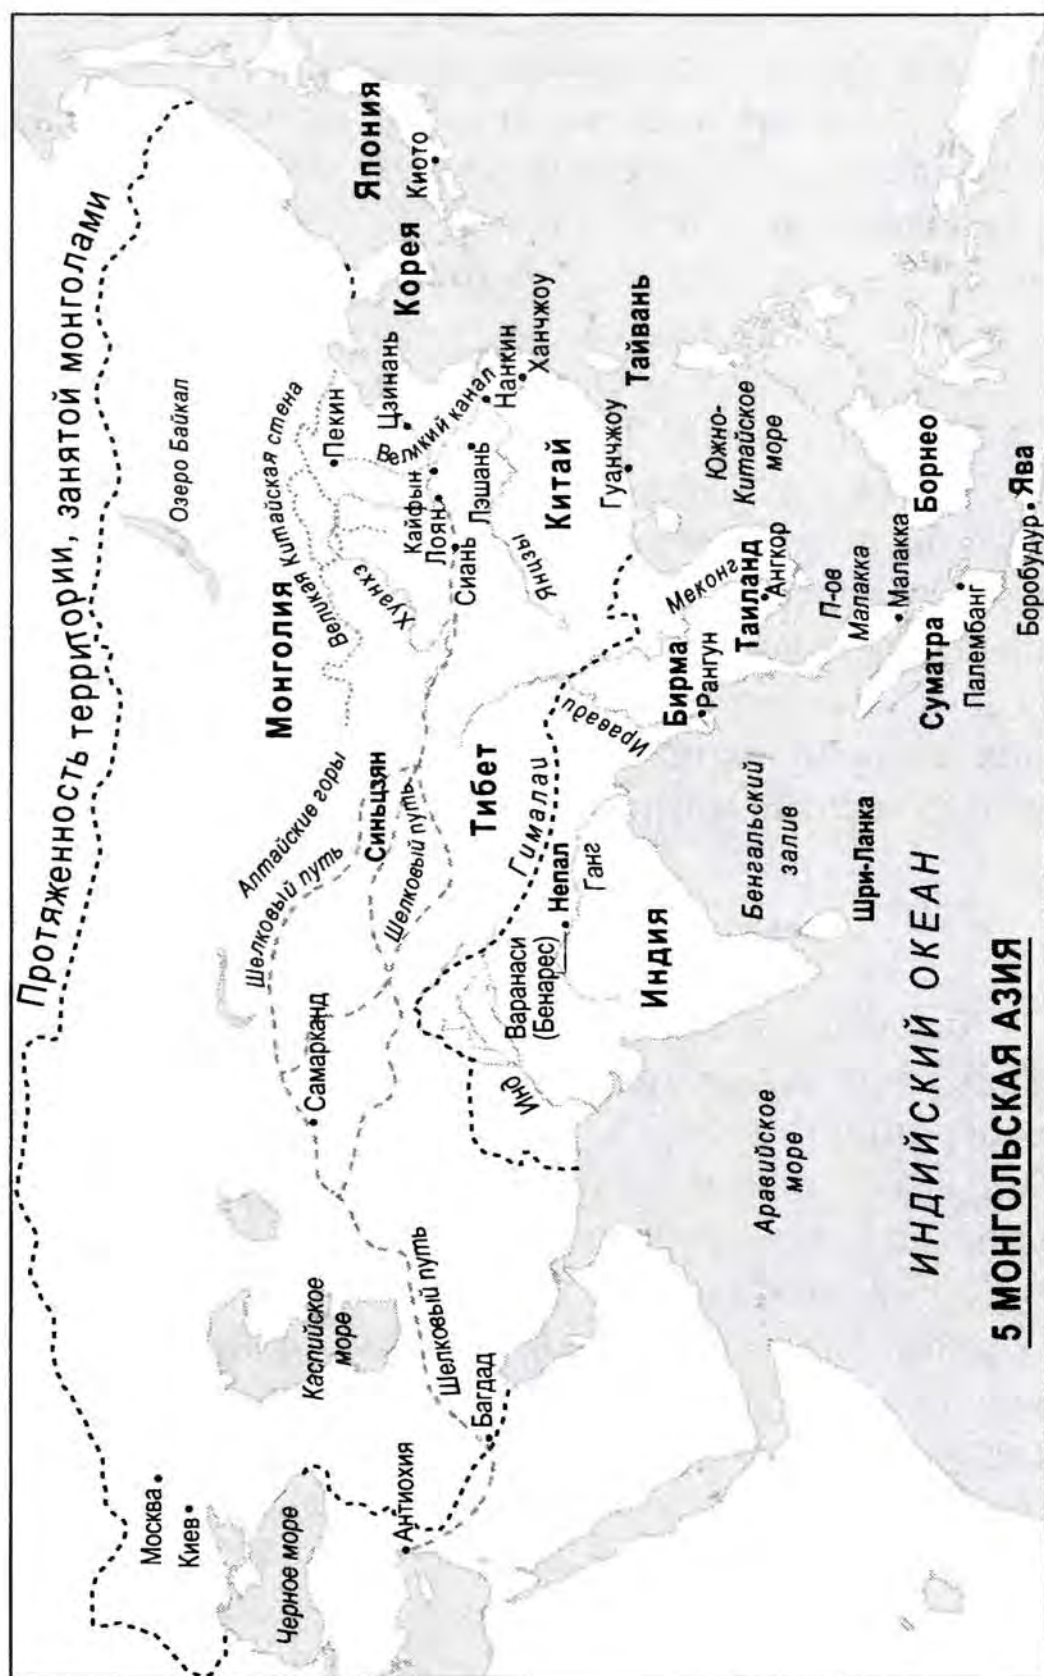 Протяженность территории, занятой монголами
Москва
Киев
Черное море
Антиохия
Багдад
Каспийское
море
Шелковый путь
Самарканд
Шелковый путь
Алтайские горы
Синьцзян
Шелковый путь
Озеро Байкал
Монголия
Великая Китайская стена
Хуанхэ
Пекин
Цзинань
Великий канал
Кайфын
Лоян
Сиань
Лэшань
Нанкин
Ханчжоу
Янцзы
Китай
Гуанчжоу
Тайвань
Корея
Япония
Киото
Тибет
Гималаи
Непал
Ганг
Варанаси
(Бенарес)
Инд
Индия
Иравади
Бирма
Рангун
Меконг
Таиланд
Ангкор
Южно-
Китайское
море
П-ов
Малакка
Малакка
Борнео
Суматра
Палембанг
Боробудур
Ява
Бенгальский
залив
Шри-Ланка
Аравийское
море
ИНДИЙСКИЙ ОКЕАН
5 МОНГОЛЬСКАЯ АЗИЯ